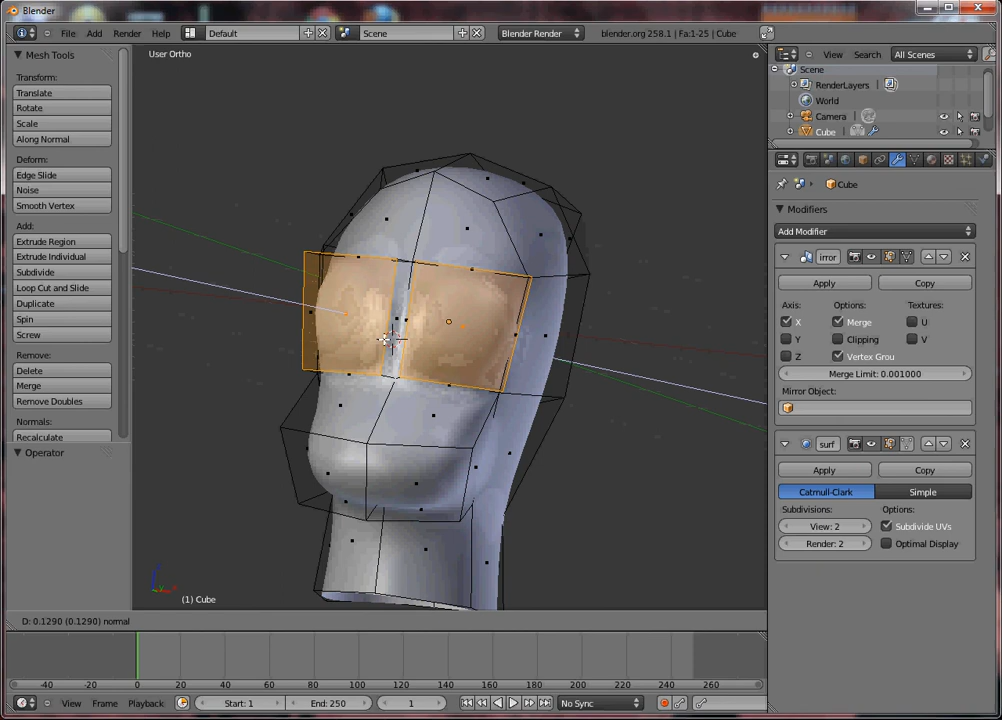 Blender
File Add Render Help Default Scene Blender Render blender.org 258.1 | Fa:1-25 | Cube
Mesh Tools
Transform:
Translate
Rotate
Scale
Along Normal
Deform:
Edge Slide
Noise
Smooth Vertex
Add:
Extrude Region
Extrude Individual
Subdivide
Loop Cut and Slide
Duplicate
Spin
Screw
Remove:
Delete
Merge
Remove Doubles
Normals:
Recalculate
Operator
User Ortho
(1) Cube
D: 0.1290 (0.1290) normal
View Search All Scenes
Scene
RenderLayers
World
Camera
Cube
Cube
Modifiers
Add Modifier
irror
Apply Copy
Axis: Options: Textures:
X Merge U
Y Clipping V
Z Vertex Grou
Merge Limit: 0.001000
Mirror Object:
surf
Apply Copy
Catmull-Clark Simple
Subdivisions: Options:
View: 2 Subdivide UVs
Render: 2 Optimal Display
-40 -20 0 20 40 60 80 100 120 140 160 180 200 220 240 260
View Frame Playback Start: 1 End: 250 1 No Sync